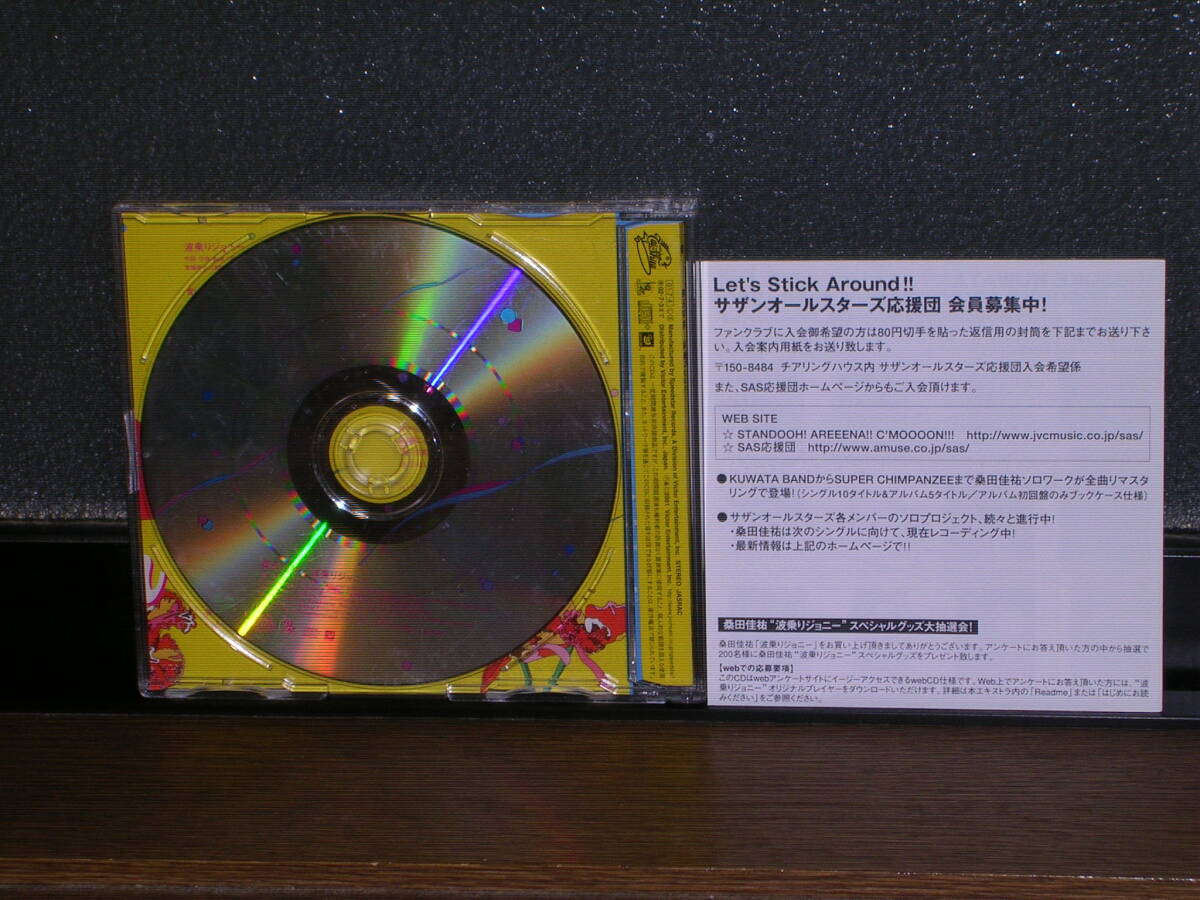 波乗りジョニー
Manufactured by Speedstar Records, A Division of Victor Entertainment, Inc. STEREO JASRAC
Distributed by Victor Entertainment, Inc. Japan.
Let's Stick Around!!
サザンオールスターズ応援団 会員募集中!
ファンクラブに入会御希望の方は80円切手を貼った返信用の封筒を下記までお送り下さ
い。入会案内用紙をお送り致します。
〒150-8484 チアリングハウス内 サザンオールスターズ応援団入会希望係
また、SAS応援団ホームページからもご入会頂けます。
WEB SITE
☆ STANDOOH! AREEENA!! C'MOOOON!!! http://www.jvcmusic.co.jp/sas/
☆ SAS応援団 http://www.amuse.co.jp/sas/
●KUWATA BANDからSUPER CHIMPANZEEまで桑田佳祐ソロワークが全曲リマスタ
リングで登場!(シングル10タイトル&アルバム5タイトル/アルバム初回盤のみブックケース仕様)
●サザンオールスターズ各メンバーのソロプロジェクト、続々と進行中!
・桑田佳祐は次のシングルに向けて、現在レコーディング中!
・最新情報は上記のホームページで!!
桑田佳祐"波乗りジョニー"スペシャルグッズ大抽選会!
桑田佳祐「波乗りジョニー」をお買い上げ頂きましてありがとうございます。アンケートにお答え頂いた方の中から抽選で
200名様に桑田佳祐"波乗りジョニー"スペシャルグッズをプレゼント致します。
【webでの応募要項】
このCDはwebアンケートサイトにイージーアクセスできるwebCD仕様です。Web上でアンケートにお答え頂いた方には、"波
乗りジョニー"オリジナルプレイヤーをダウンロードいただけます。詳細は本エキストラ内の「Readme」または「はじめにお読
みください」をご参照ください。